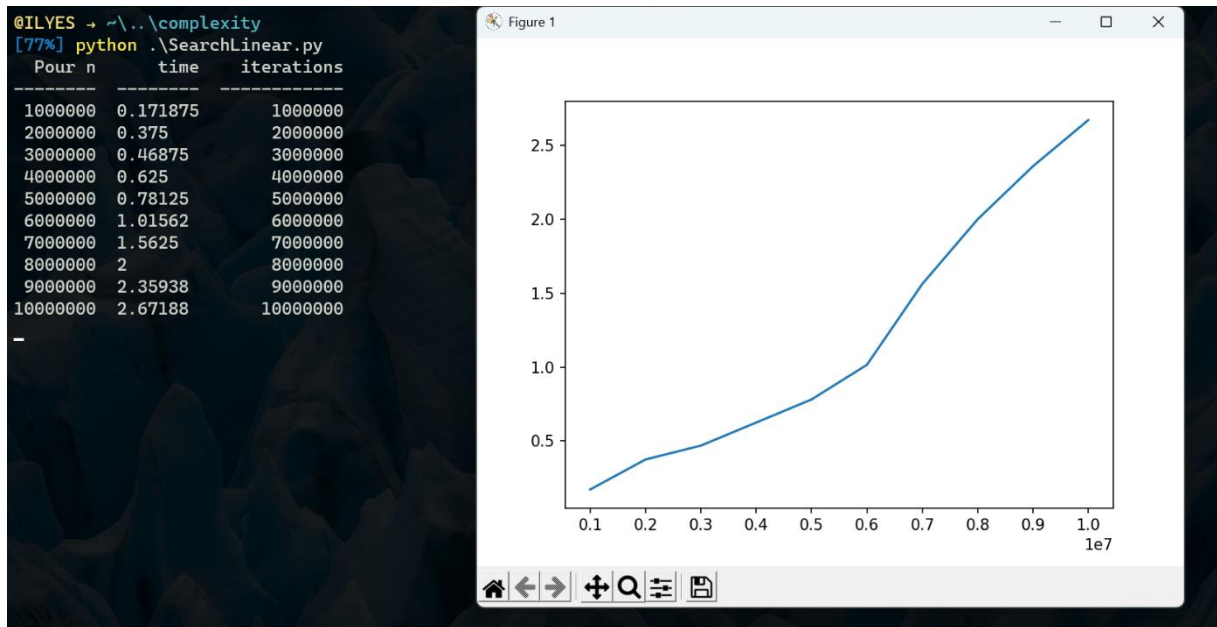 @ILYES → ~\..\complexity
[77%] python .\SearchLinear.py
Pour n time iterations
-------- -------- ------------
1000000 0.171875 1000000
2000000 0.375 2000000
3000000 0.46875 3000000
4000000 0.625 4000000
5000000 0.78125 5000000
6000000 1.01562 6000000
7000000 1.5625 7000000
8000000 2 8000000
9000000 2.35938 9000000
10000000 2.67188 10000000
Figure 1
2.5
2.0
1.5
1.0
0.5
0.1 0.2 0.3 0.4 0.5 0.6 0.7 0.8 0.9 1.0
1e7